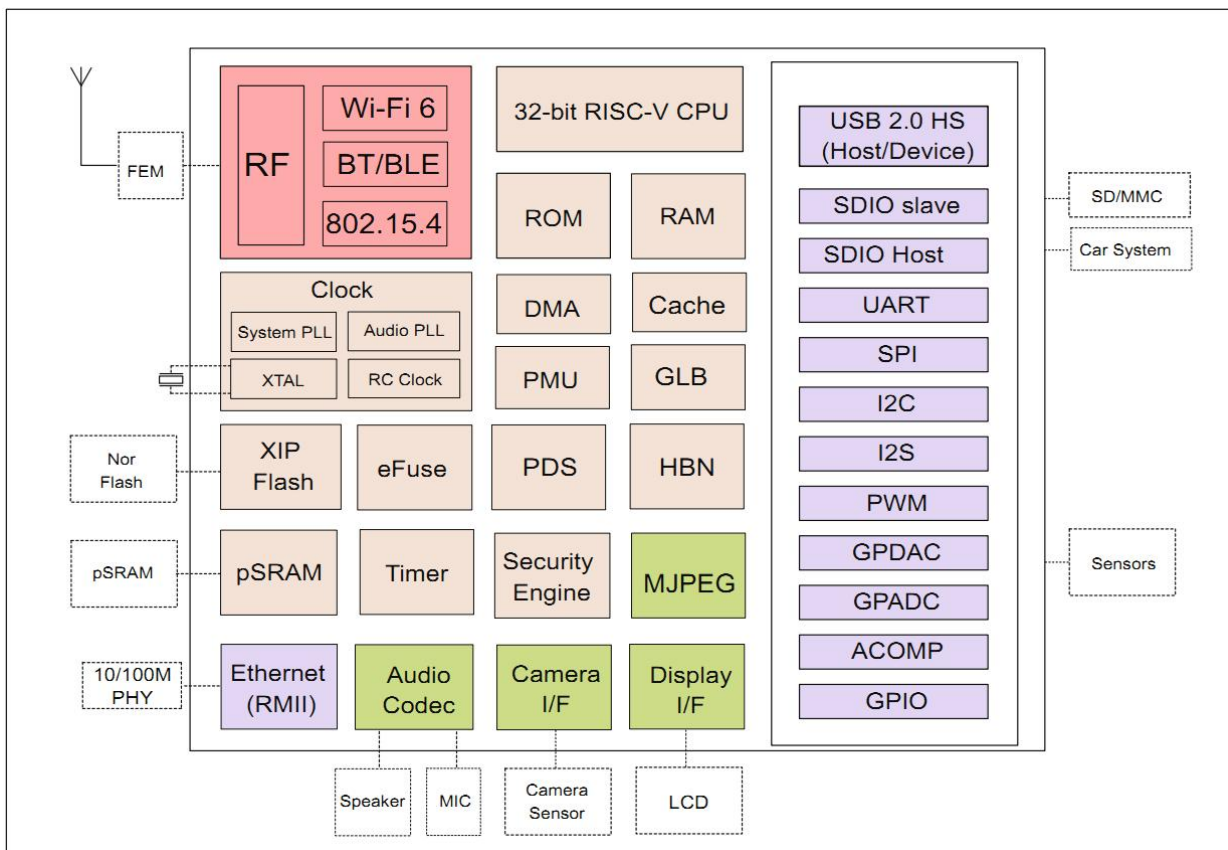 FEM
RF
Wi-Fi 6
BT/BLE
802.15.4
Clock
System PLL
Audio PLL
XTAL
RC Clock
32-bit RISC-V CPU
ROM
RAM
DMA
Cache
PMU
GLB
Nor
Flash
XIP
Flash
eFuse
PDS
HBN
pSRAM
pSRAM
Timer
Security
Engine
MJPEG
10/100M
PHY
Ethernet
(RMII)
Audio
Codec
Camera
I/F
Display
I/F
Speaker
MIC
Camera
Sensor
LCD
USB 2.0 HS
(Host/Device)
SDIO slave
SDIO Host
UART
SPI
I2C
I2S
PWM
GPDAC
GPADC
ACOMP
GPIO
SD/MMC
Car System
Sensors